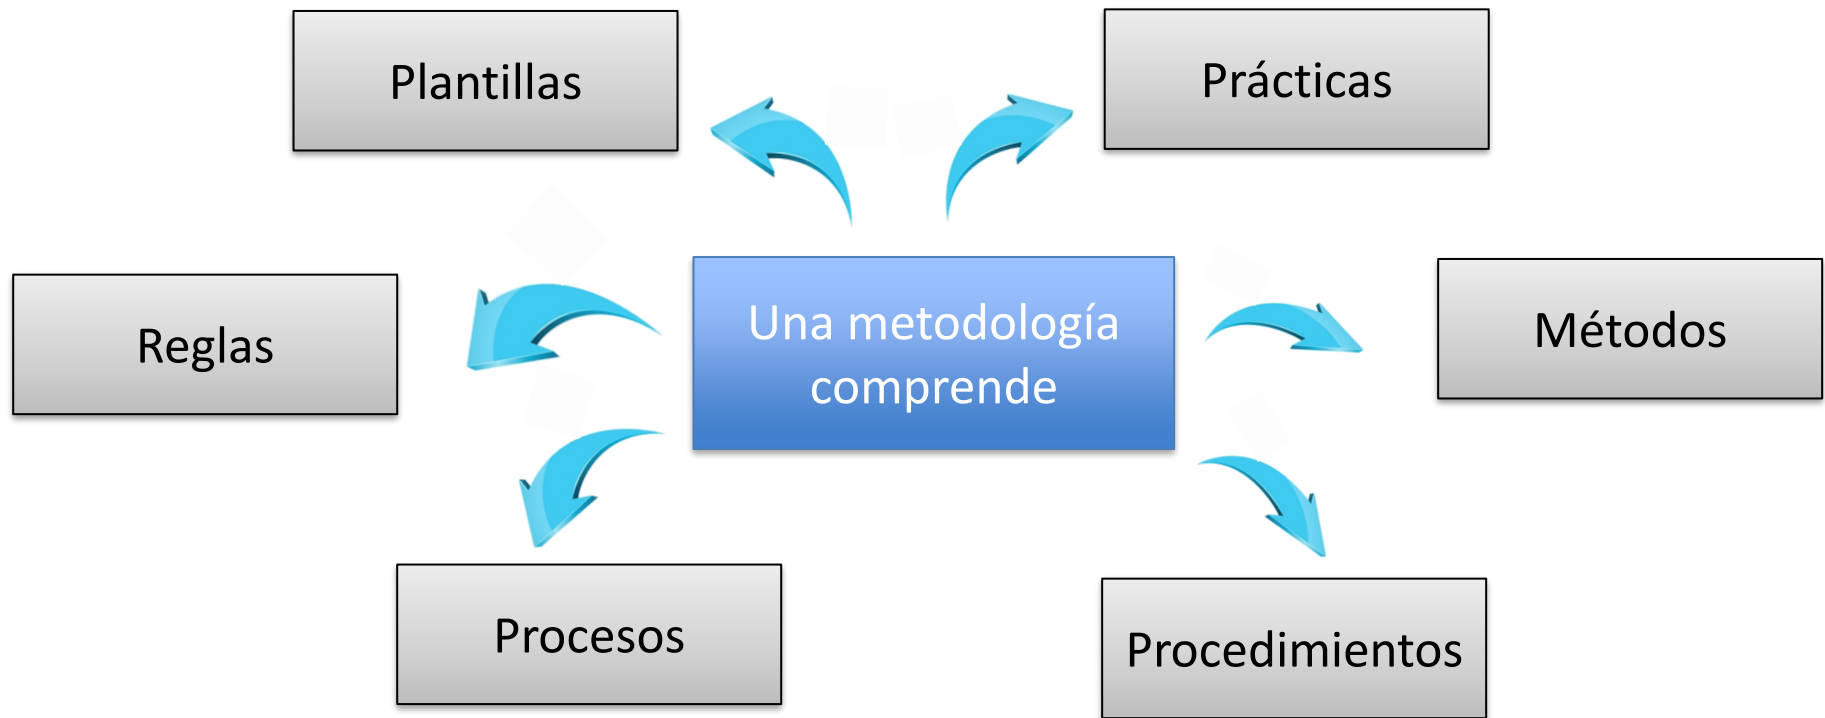 Plantillas
Prácticas
Reglas
Una metodología
comprende
Métodos
Procesos
Procedimientos